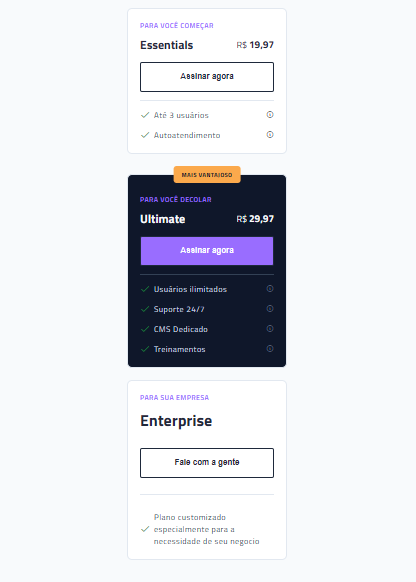 PARA VOCÊ COMEÇAR
Essentials R$ 19,97
Assinar agora
Até 3 usuários
Autoatendimento
MAIS VANTAJOSO
PARA VOCÊ DECOLAR
Ultimate R$ 29,97
Assinar agora
Usuários ilimitados
Suporte 24/7
CMS Dedicado
Treinamentos
PARA SUA EMPRESA
Enterprise
Fale com a gente
Plano customizado
especialmente para a
necessidade de seu negocio